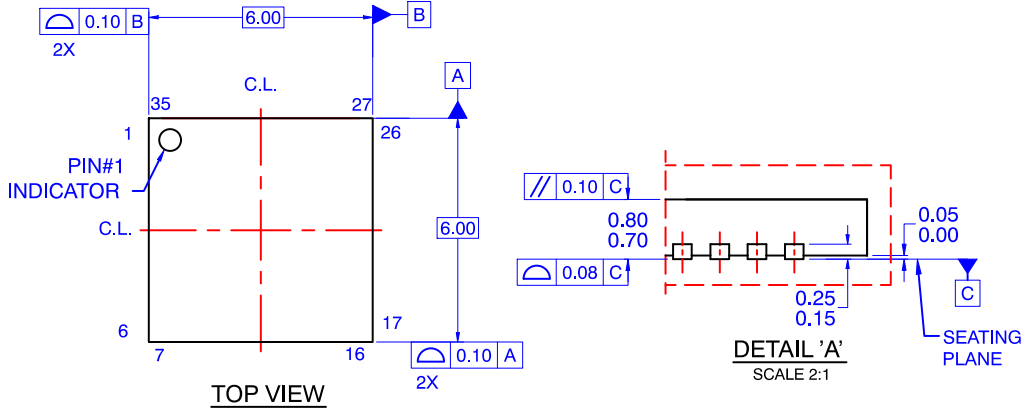 0.10 B
2X
6.00
B
C.L.
A
35
27
1
26
PIN#1
INDICATOR
C.L.
6.00
6
17
7
16
0.10 A
2X
TOP VIEW
// 0.10 C
0.80
0.70
0.05
0.00
0.08 C
0.25
0.15
C
SEATING
PLANE
DETAIL 'A'
SCALE 2:1